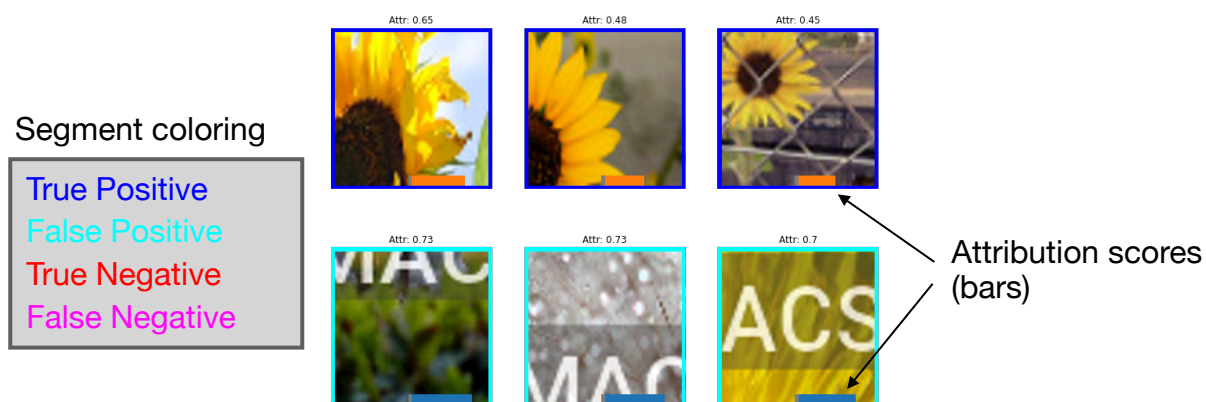 Attr: 0.65
Attr: 0.48
Attr: 0.45
Segment coloring
True Positive
False Positive
True Negative
False Negative
Attr: 0.73
Attr: 0.73
Attr: 0.7
MAC
MAC
ACS
Attribution scores
(bars)